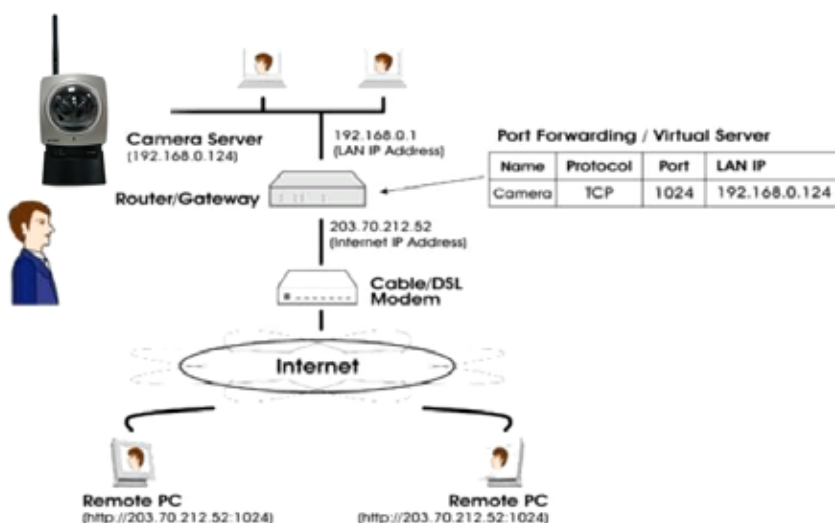 Camera Server
(192.168.0.124)
192.168.0.1
(LAN IP Address)
Port Forwarding / Virtual Server
Name Protocol Port LAN IP
Camera TCP 1024 192.168.0.124
Router/Gateway
203.70.212.52
(Internet IP Address)
Cable/DSL
Modem
Internet
Remote PC
(http://203.70.212.52:1024)
Remote PC
(http://203.70.212.52:1024)